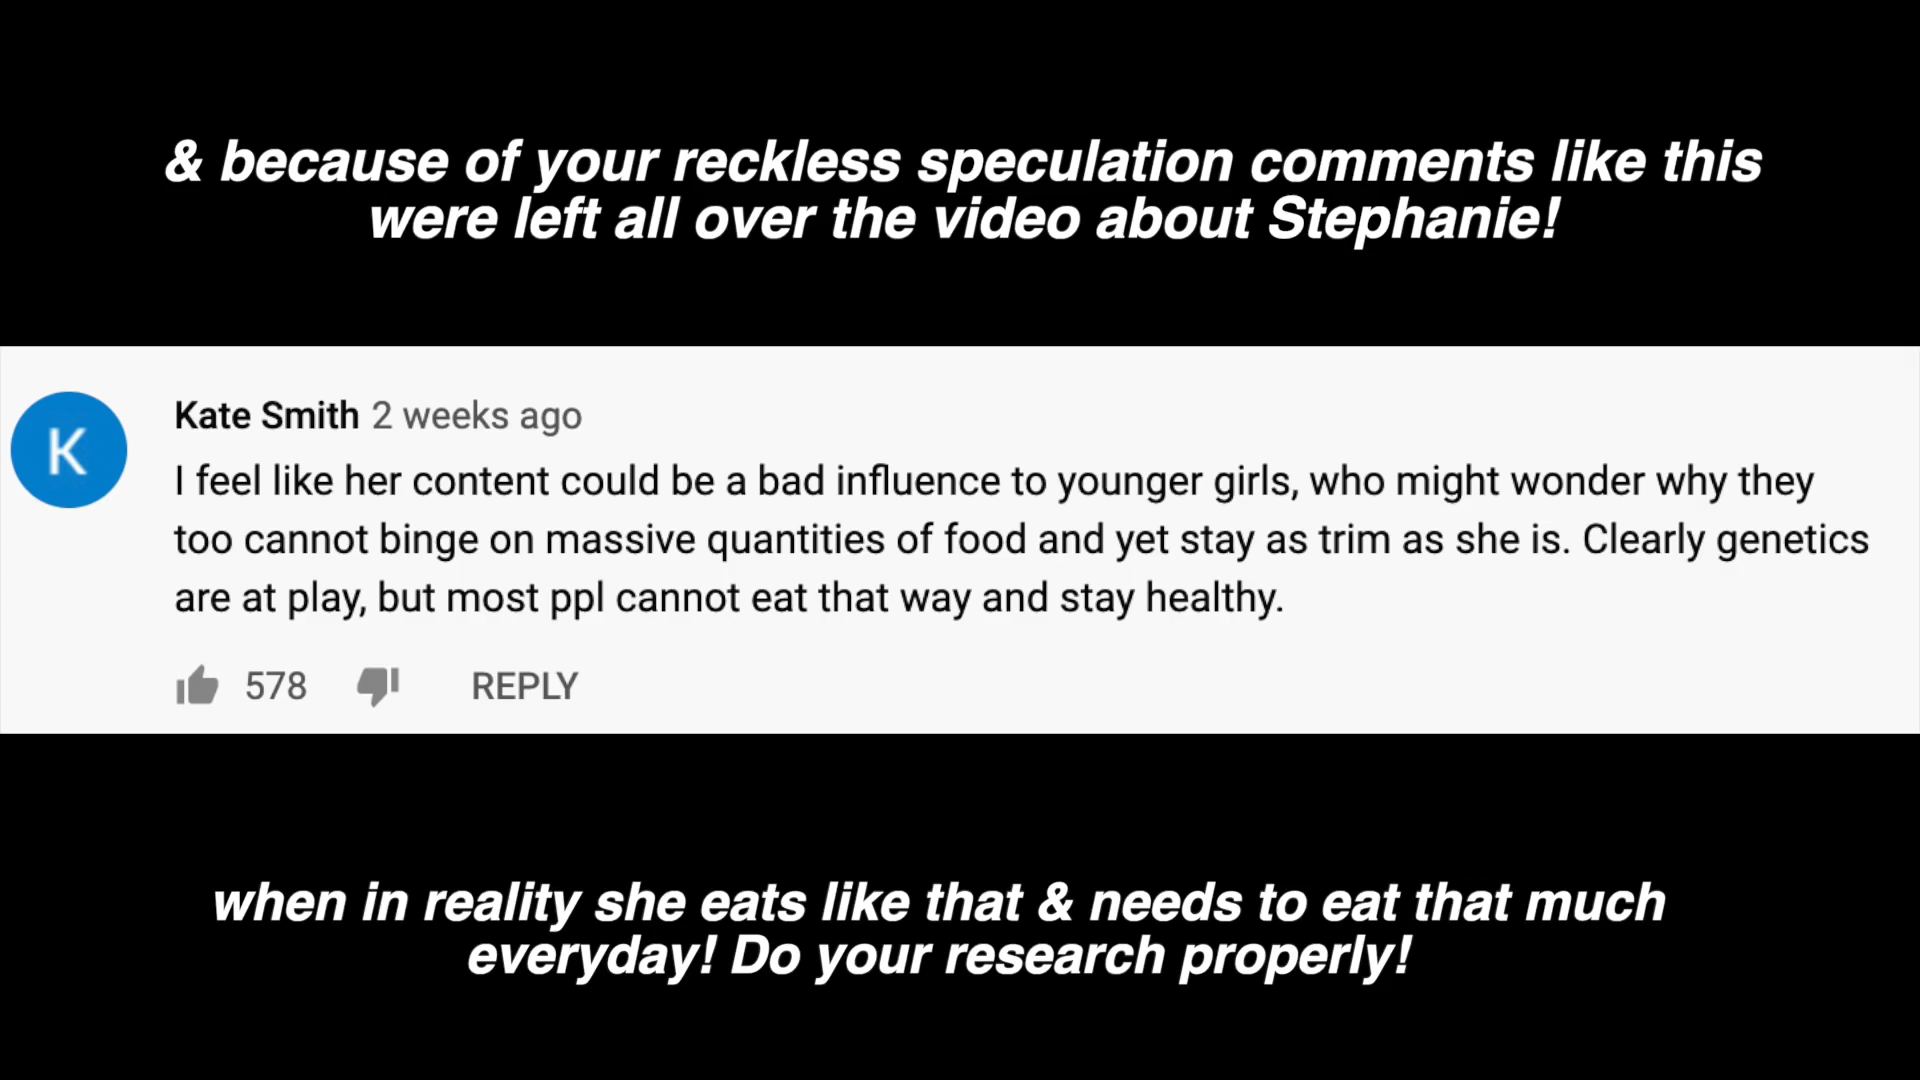 & because of your reckless speculation comments like this
were left all over the video about Stephanie!
K
Kate Smith 2 weeks ago
I feel like her content could be a bad influence to younger girls, who might wonder why they
too cannot binge on massive quantities of food and yet stay as trim as she is. Clearly genetics
are at play, but most ppl cannot eat that way and stay healthy.
578 REPLY
when in reality she eats like that & needs to eat that much
everyday! Do your research properly!